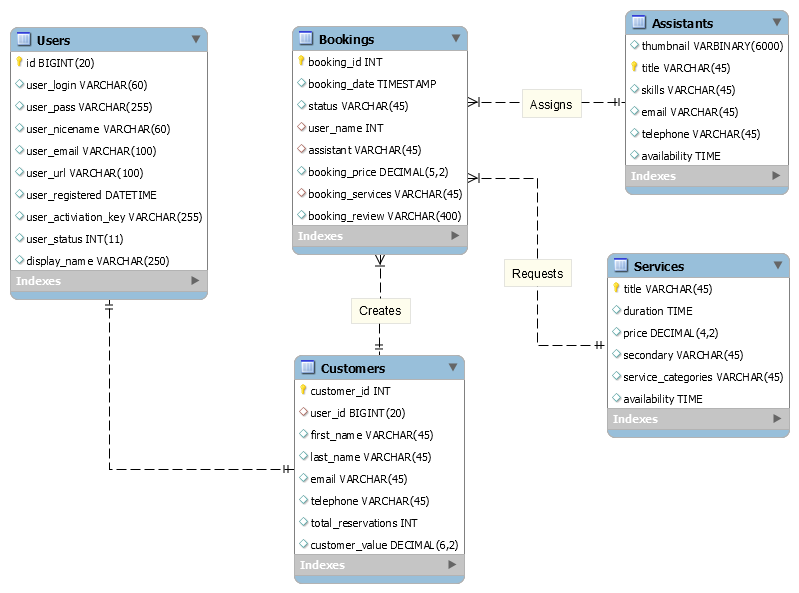 Users
id BIGINT(20)
user_login VARCHAR(60)
user_pass VARCHAR(255)
user_nicename VARCHAR(60)
user_email VARCHAR(100)
user_url VARCHAR(100)
user_registered DATETIME
user_activiation_key VARCHAR(255)
user_status INT(11)
display_name VARCHAR(250)
Indexes
Bookings
booking_id INT
booking_date TIMESTAMP
status VARCHAR(45)
user_name INT
assistant VARCHAR(45)
booking_price DECIMAL(5,2)
booking_services VARCHAR(45)
booking_review VARCHAR(400)
Indexes
Assigns
Assistants
thumbnail VARBINARY(6000)
title VARCHAR(45)
skills VARCHAR(45)
email VARCHAR(45)
telephone VARCHAR(45)
availability TIME
Indexes
Requests
Services
title VARCHAR(45)
duration TIME
price DECIMAL(4,2)
secondary VARCHAR(45)
service_categories VARCHAR(45)
availability TIME
Indexes
Creates
Customers
customer_id INT
user_id BIGINT(20)
first_name VARCHAR(45)
last_name VARCHAR(45)
email VARCHAR(45)
telephone VARCHAR(45)
total_reservations INT
customer_value DECIMAL(6,2)
Indexes